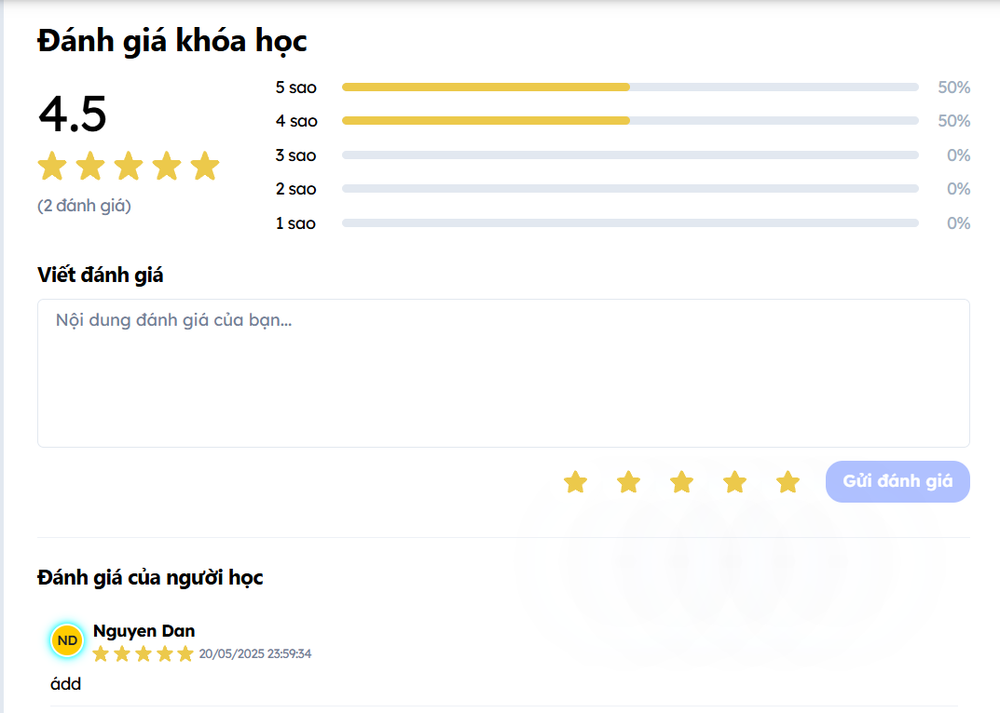 Đánh giá khóa học
4.5
(2 đánh giá)
5 sao 50%
4 sao 50%
3 sao 0%
2 sao 0%
1 sao 0%
Viết đánh giá
Nội dung đánh giá của bạn...
Gửi đánh giá
Đánh giá của người học
ND
Nguyen Dan
20/05/2025 23:59:34
ádd